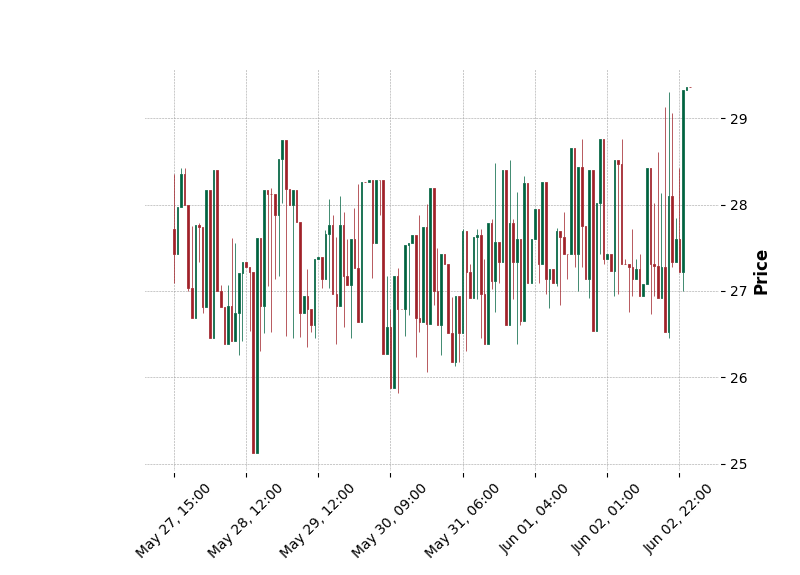 29
28
27
26
25
Price
May 27, 15:00
May 28, 12:00
May 29, 12:00
May 30, 09:00
May 31, 06:00
Jun 01, 04:00
Jun 02, 01:00
Jun 02, 22:00